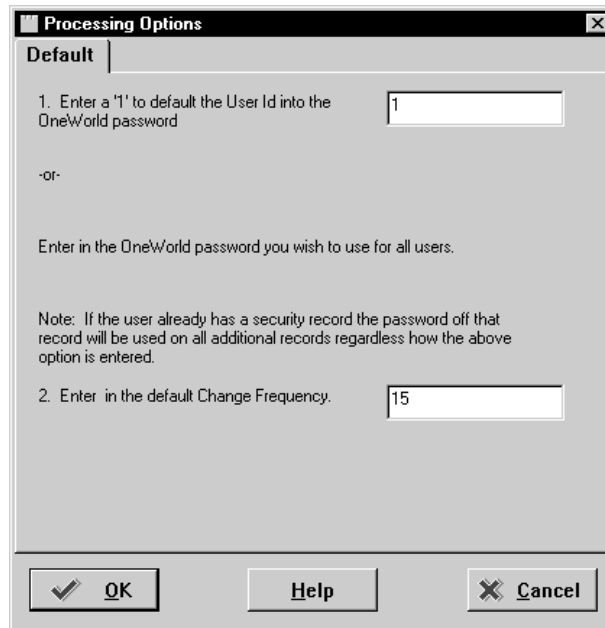 Processing Options
Default
1. Enter a '1' to default the User Id into the
OneWorld password
1
-or-
Enter in the OneWorld password you wish to use for all users.
Note: If the user already has a security record the password off that
record will be used on all additional records regardless how the above
option is entered.
2. Enter in the default Change Frequency.
15
OK
Help
Cancel